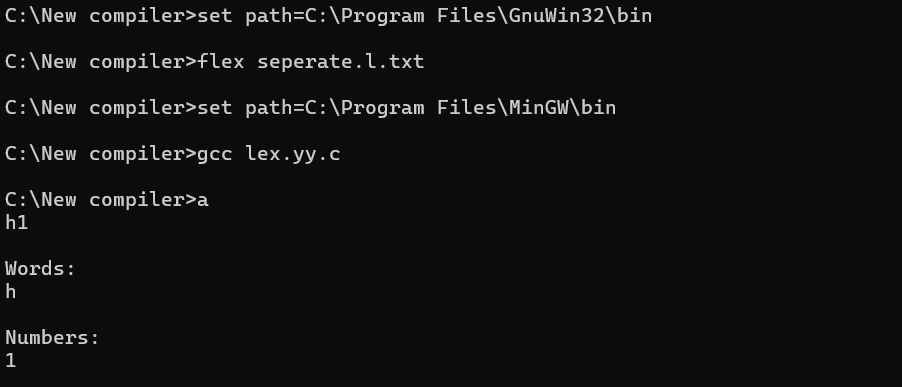 C:\New compiler>set path=C:\Program Files\GnuWin32\bin
C:\New compiler>flex seperate.l.txt
C:\New compiler>set path=C:\Program Files\MinGW\bin
C:\New compiler>gcc lex.yy.c
C:\New compiler>a
h1
Words:
h
Numbers:
1